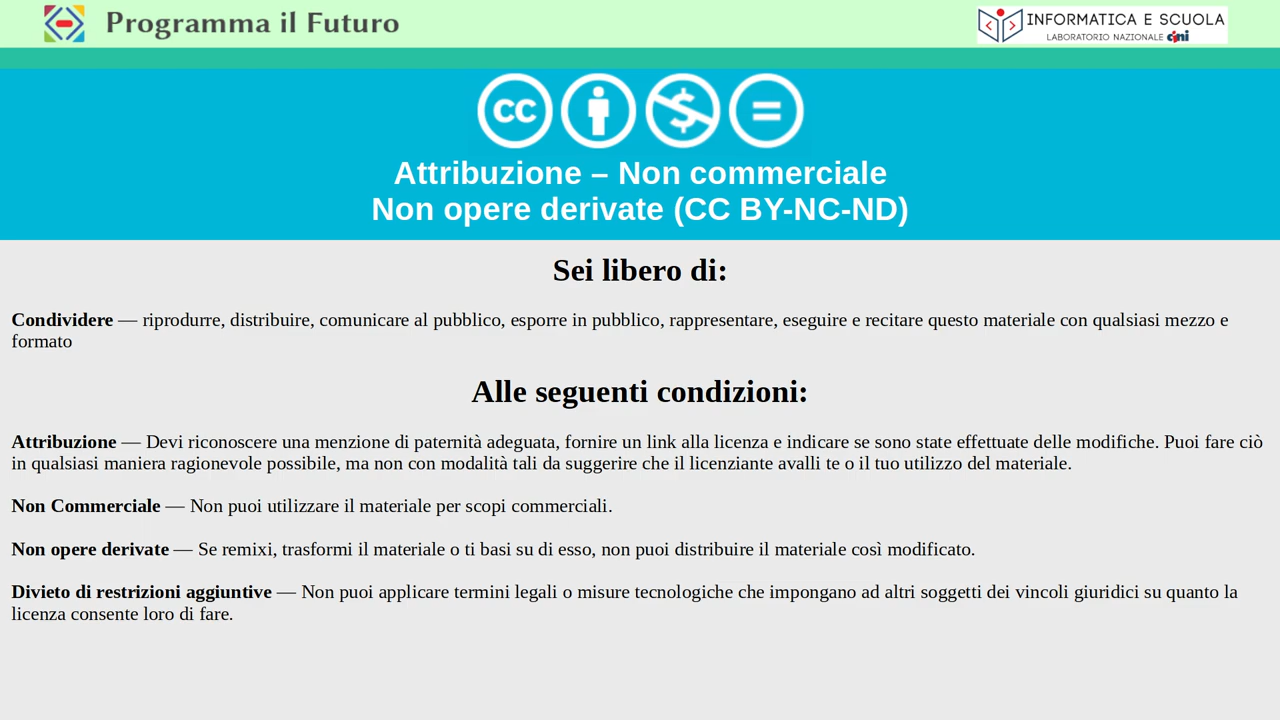 Programma il Futuro
INFORMATICA E SCUOLA
LABORATORIO NAZIONALE cini
cc
$
=
Attribuzione – Non commerciale
Non opere derivate (CC BY-NC-ND)
Sei libero di:
Condividere — riprodurre, distribuire, comunicare al pubblico, esporre in pubblico, rappresentare, eseguire e recitare questo materiale con qualsiasi mezzo e
formato
Alle seguenti condizioni:
Attribuzione — Devi riconoscere una menzione di paternità adeguata, fornire un link alla licenza e indicare se sono state effettuate delle modifiche. Puoi fare ciò
in qualsiasi maniera ragionevole possibile, ma non con modalità tali da suggerire che il licenziante avalli te o il tuo utilizzo del materiale.
Non Commerciale — Non puoi utilizzare il materiale per scopi commerciali.
Non opere derivate — Se remixi, trasformi il materiale o ti basi su di esso, non puoi distribuire il materiale così modificato.
Divieto di restrizioni aggiuntive — Non puoi applicare termini legali o misure tecnologiche che impongano ad altri soggetti dei vincoli giuridici su quanto la
licenza consente loro di fare.